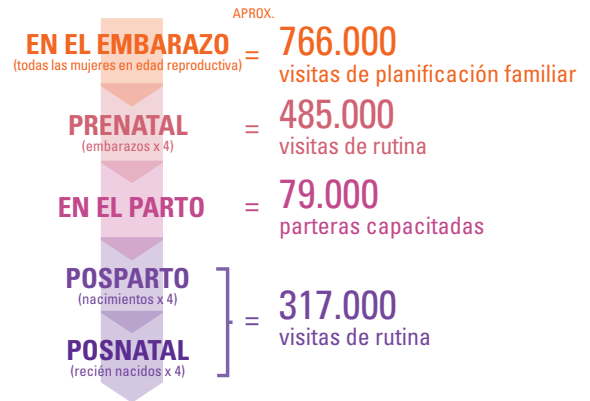 APROX.
EN EL EMBARAZO = 766.000
(todas las mujeres en edad reproductiva)
visitas de planificación familiar
PRENATAL = 485.000
(embarazos x 4)
visitas de rutina
EN EL PARTO = 79.000
parteras capacitadas
POSPARTO
(nacimientos x 4)
= 317.000
visitas de rutina
POSNATAL
(recién nacidos x 4)